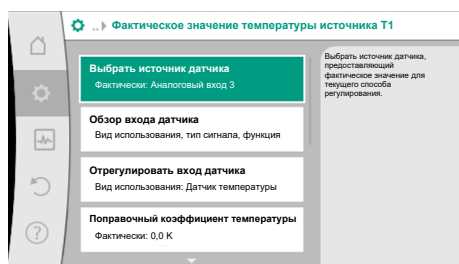 ..  Фактическое значение температуры источника T1
Выбрать источник датчика
Фактически: Аналоговый вход 3
Обзор входа датчика
Вид использования, тип сигнала, функция
Отрегулировать вход датчика
Вид использования: Датчик температуры
Поправочный коэффициент температуры
Фактически: 0,0 K
Выбрать источник датчика,
предоставляющий
фактическое значение для
текущего способа
регулирования.
?